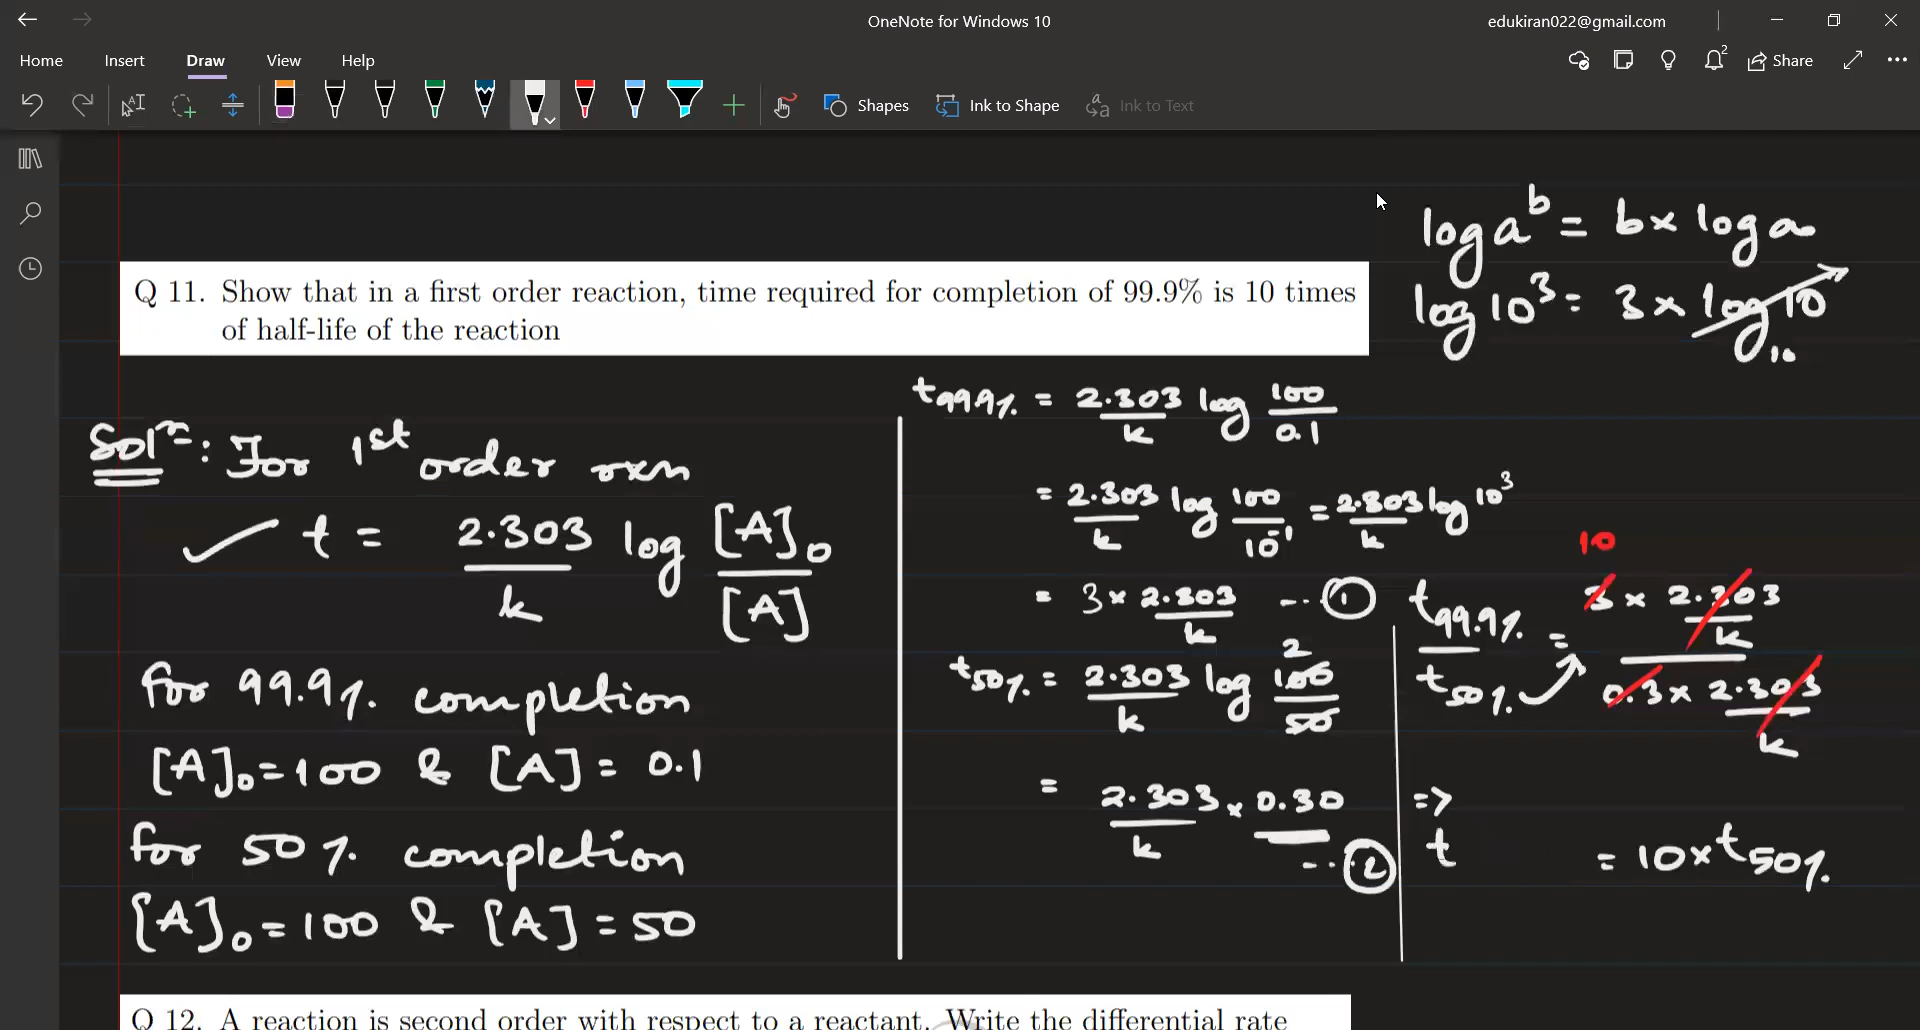 OneNote for Windows 10
edukiran022@gmail.com
Home Insert Draw View Help
2
Share
Shapes Ink to Shape Ink to Text
log a^b = b x log a
log 10^3 = 3 x log_10 10
Q 11. Show that in a first order reaction, time required for completion of 99.9% is 10 times
of half-life of the reaction
Sol^n : For 1st order rxn
t = 2.303/k log [A]₀/[A]
for 99.9%. completion
[A]₀ = 100 & [A] = 0.1
for 50%. completion
[A]₀ = 100 & [A] = 50
t99.9%. = 2.303/k log 100/0.1
= 2.303/k log 100/10^-1 = 2.303/k log 10^3
= 3 x 2.303/k --- ①
t50%. = 2.303/k log 100/50 2
= 2.303/k x 0.30
--- ②
10
t99.9%./t50%. = 3 x 2.303/k / 0.3 x 2.303/k
=>
t = 10 x t50%.
Q 12. A reaction is second order with respect to a reactant. Write the differential rate